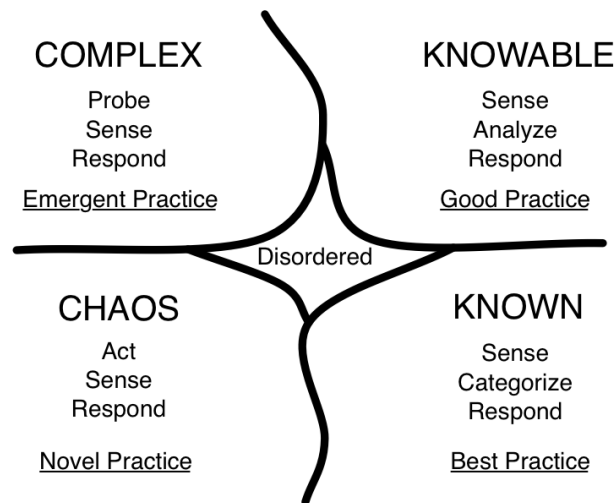 COMPLEX
Probe
Sense
Respond
Emergent Practice
KNOWABLE
Sense
Analyze
Respond
Good Practice
Disordered
CHAOS
Act
Sense
Respond
Novel Practice
KNOWN
Sense
Categorize
Respond
Best Practice